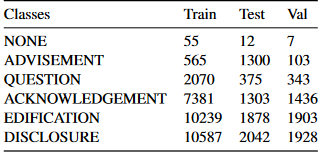 Classes Train Test Val
NONE 55 12 7
ADVISEMENT 565 1300 103
QUESTION 2070 375 343
ACKNOWLEDGEMENT 7381 1303 1436
EDIFICATION 10239 1878 1903
DISCLOSURE 10587 2042 1928